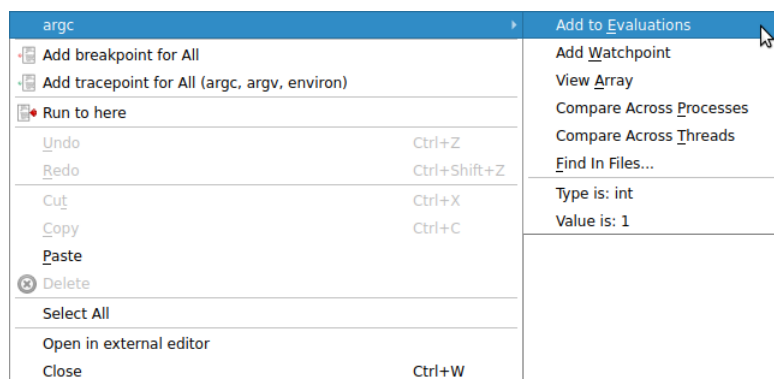 argc
Add breakpoint for All
Add tracepoint for All (argc, argv, environ)
Run to here
Undo Ctrl+Z
Redo Ctrl+Shift+Z
Cut Ctrl+X
Copy Ctrl+C
Paste
Delete
Select All
Open in external editor
Close Ctrl+W
Add to Evaluations
Add Watchpoint
View Array
Compare Across Processes
Compare Across Threads
Find In Files...
Type is: int
Value is: 1